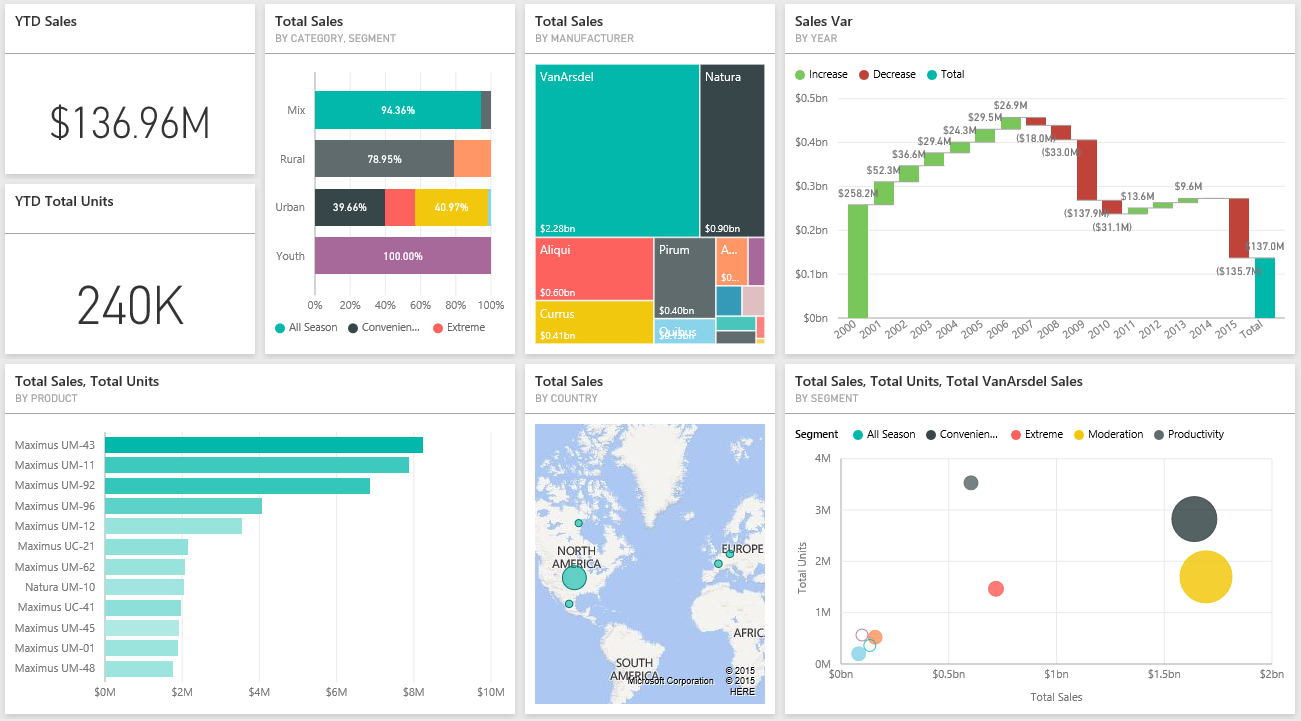 YTD Sales
$136.96M
YTD Total Units
240K
Total Sales
BY CATEGORY, SEGMENT
Mix
94.36%
Rural
78.95%
Urban
39.66%
40.97%
Youth
100.00%
0% 20% 40% 60% 80% 100%
All Season Convenien... Extreme
Total Sales
BY MANUFACTURER
VanArsdel
$2.28bn
Natura
$0.90bn
Aliqui
$0.60bn
Pirum
$0.40bn
A...
$0...
Currus
$0.41bn
Quibus
Sales Var
BY YEAR
Increase Decrease Total
$0.5bn
$0.4bn
$0.3bn
$0.2bn
$0.1bn
$0bn
$258.2M
$52.3M
$36.6M
$29.4M
$24.3M
$29.5M
$26.9M
($18.0M)
($33.0M)
($137.9M)
($31.1M)
$13.6M
$9.6M
($135.7M)
$137.0M
2000 2001 2002 2003 2004 2005 2006 2007 2008 2009 2010 2011 2012 2013 2014 2015 Total
Total Sales, Total Units
BY PRODUCT
Maximus UM-43
Maximus UM-11
Maximus UM-92
Maximus UM-96
Maximus UM-12
Maximus UC-21
Maximus UM-62
Natura UM-10
Maximus UC-41
Maximus UM-45
Maximus UM-01
Maximus UM-48
$0M $2M $4M $6M $8M $10M
Total Sales
BY COUNTRY
NORTH
AMERICA
EUROPE
AFRIC
SOUTH
AMERICA
© 2015
Microsoft Corporation © 2015
HERE
Total Sales, Total Units, Total VanArsdel Sales
BY SEGMENT
Segment All Season Convenien... Extreme Moderation Productivity
Total Units
4M
3M
2M
1M
0M
$0bn $0.5bn $1bn $1.5bn $2bn
Total Sales